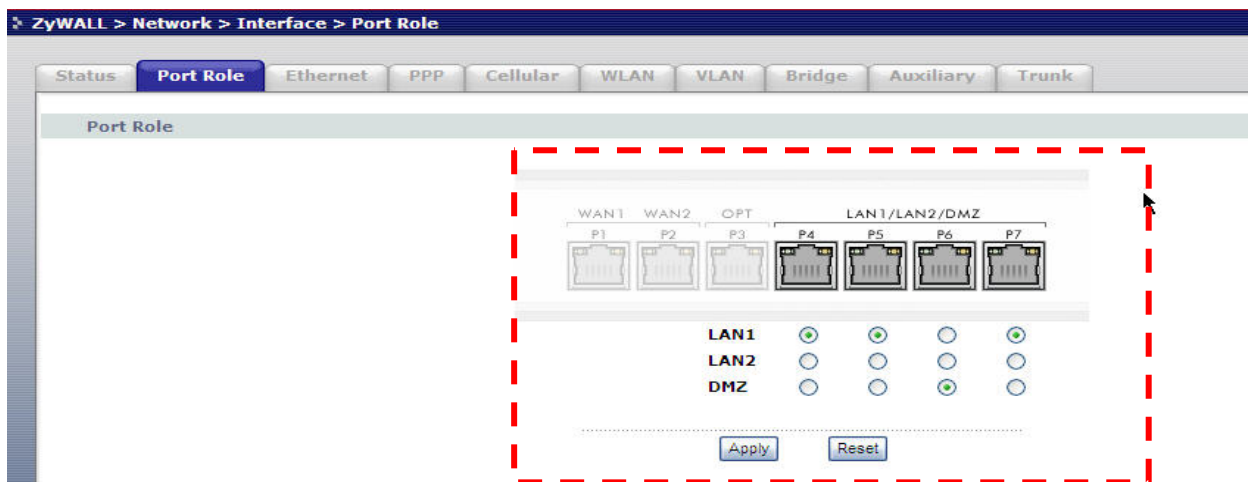 ZyWALL > Network > Interface > Port Role
Status Port Role Ethernet PPP Cellular WLAN VLAN Bridge Auxiliary Trunk
Port Role
WAN1 WAN2 OPT LAN1/LAN2/DMZ
P1 P2 P3 P4 P5 P6 P7
LAN1
LAN2
DMZ
Apply Reset